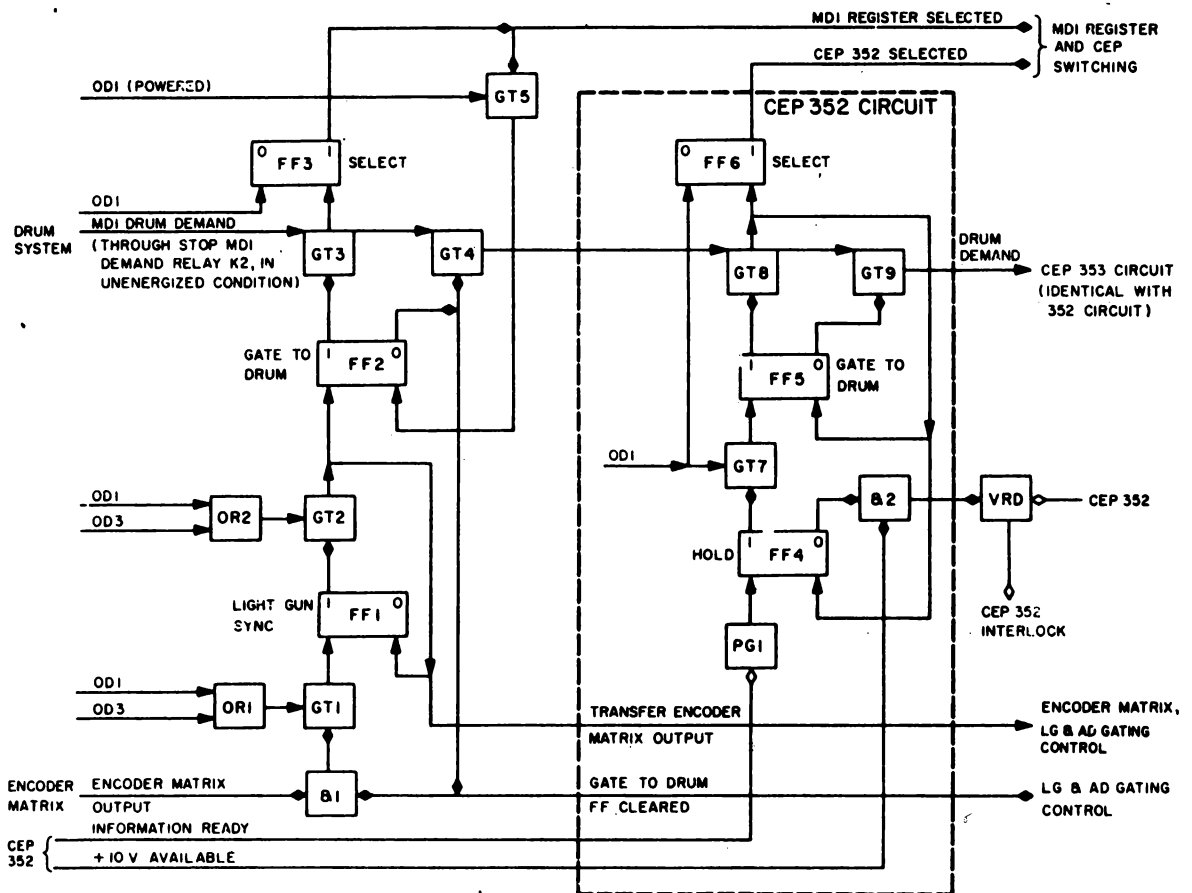 MDI REGISTER SELECTED
MDI REGISTER
AND CEP
SWITCHING
CEP 352 SELECTED
OD1 (POWERED)
GT5
CEP 352 CIRCUIT
0 FF3 1
SELECT
0 FF6 1
SELECT
OD1
DRUM
SYSTEM
MDI DRUM DEMAND
(THROUGH STOP MDI
DEMAND RELAY K2, IN
UNENERGIZED CONDITION)
GT3
GT4
GT8
GT9
DRUM
DEMAND
CEP 353 CIRCUIT
(IDENTICAL WITH
352 CIRCUIT)
GATE TO
DRUM
1 FF2 0
1 FF5 0
GATE TO
DRUM
OD1
GT7
OD1
OD3
OR2
GT2
&2
VRD
CEP 352
HOLD
1 FF4 0
LIGHT GUN
SYNC
1 FF1 0
CEP 352
INTERLOCK
PG1
OD1
OD3
OR1
GT1
TRANSFER ENCODER
MATRIX OUTPUT
ENCODER MATRIX,
LG & AD GATING
CONTROL
ENCODER
MATRIX
ENCODER MATRIX
OUTPUT
&1
GATE TO DRUM
FF CLEARED
LG & AD GATING
CONTROL
CEP
352
INFORMATION READY
+10 V AVAILABLE